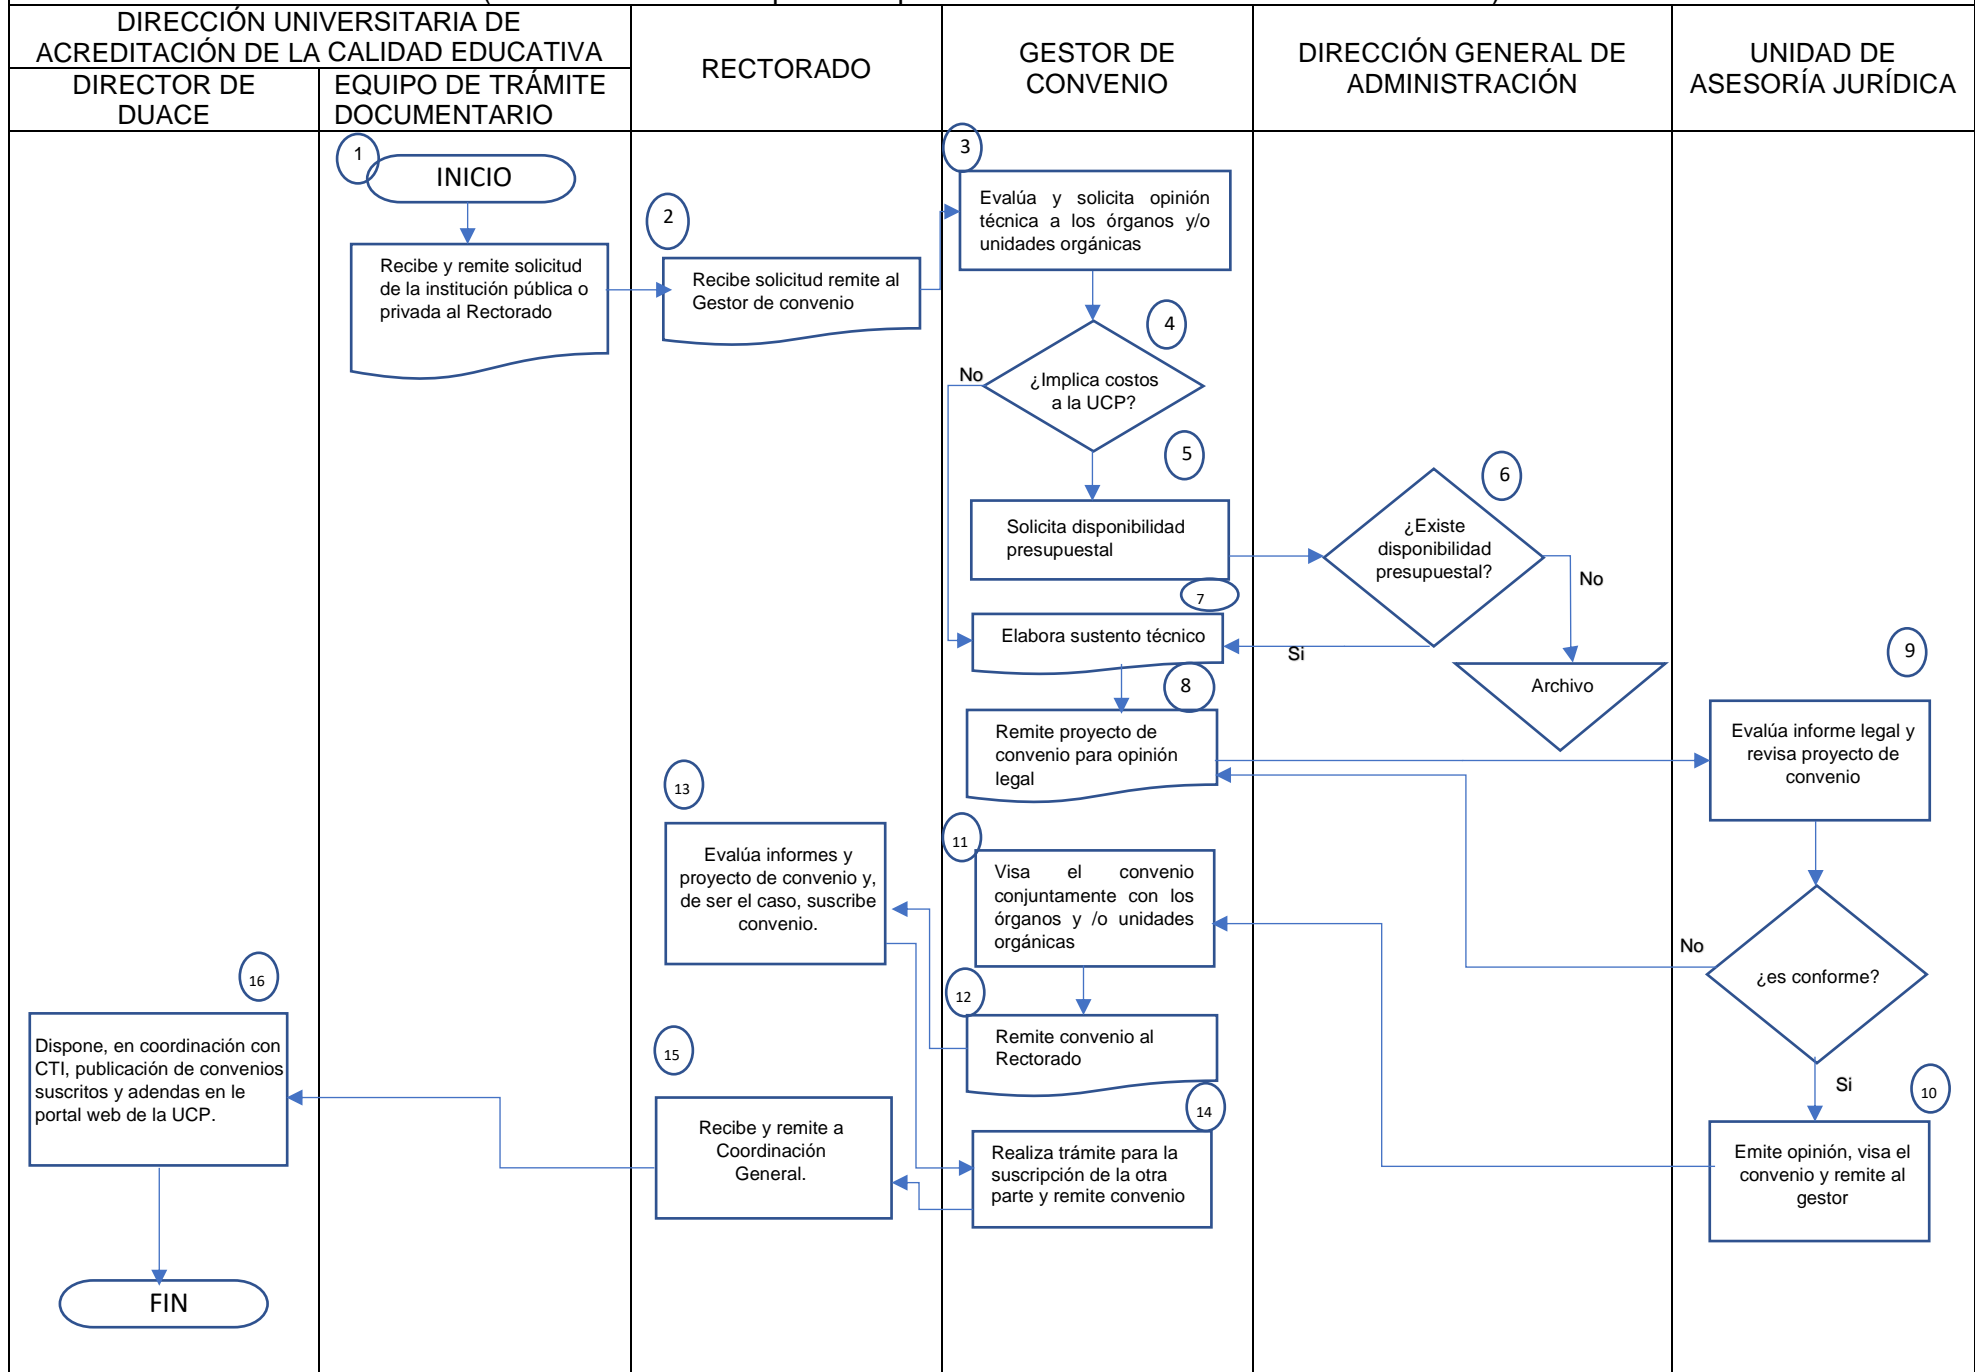 DIRECCIÓN UNIVERSITARIA DE
ACREDITACIÓN DE LA CALIDAD EDUCATIVA
DIRECTOR DE
DUACE
EQUIPO DE TRÁMITE
DOCUMENTARIO
RECTORADO
GESTOR DE
CONVENIO
DIRECCIÓN GENERAL DE
ADMINISTRACIÓN
UNIDAD DE
ASESORÍA JURÍDICA
1
INICIO
Recibe y remite solicitud
de la institución pública o
privada al Rectorado
2
Recibe solicitud remite al
Gestor de convenio
3
Evalúa y solicita opinión
técnica a los órganos y/o
unidades orgánicas
4
¿Implica costos
a la UCP?
No
5
Solicita disponibilidad
presupuestal
6
¿Existe
disponibilidad
presupuestal?
No
Si
Archivo
7
Elabora sustento técnico
8
Remite proyecto de
convenio para opinión
legal
9
Evalúa informe legal y
revisa proyecto de
convenio
¿es conforme?
No
Si
10
Emite opinión, visa el
convenio y remite al
gestor
11
Visa el convenio
conjuntamente con los
órganos y /o unidades
orgánicas
12
Remite convenio al
Rectorado
13
Evalúa informes y
proyecto de convenio y,
de ser el caso, suscribe
convenio.
14
Realiza trámite para la
suscripción de la otra
parte y remite convenio
15
Recibe y remite a
Coordinación
General.
16
Dispone, en coordinación con
CTI, publicación de convenios
suscritos y adendas en le
portal web de la UCP.
FIN